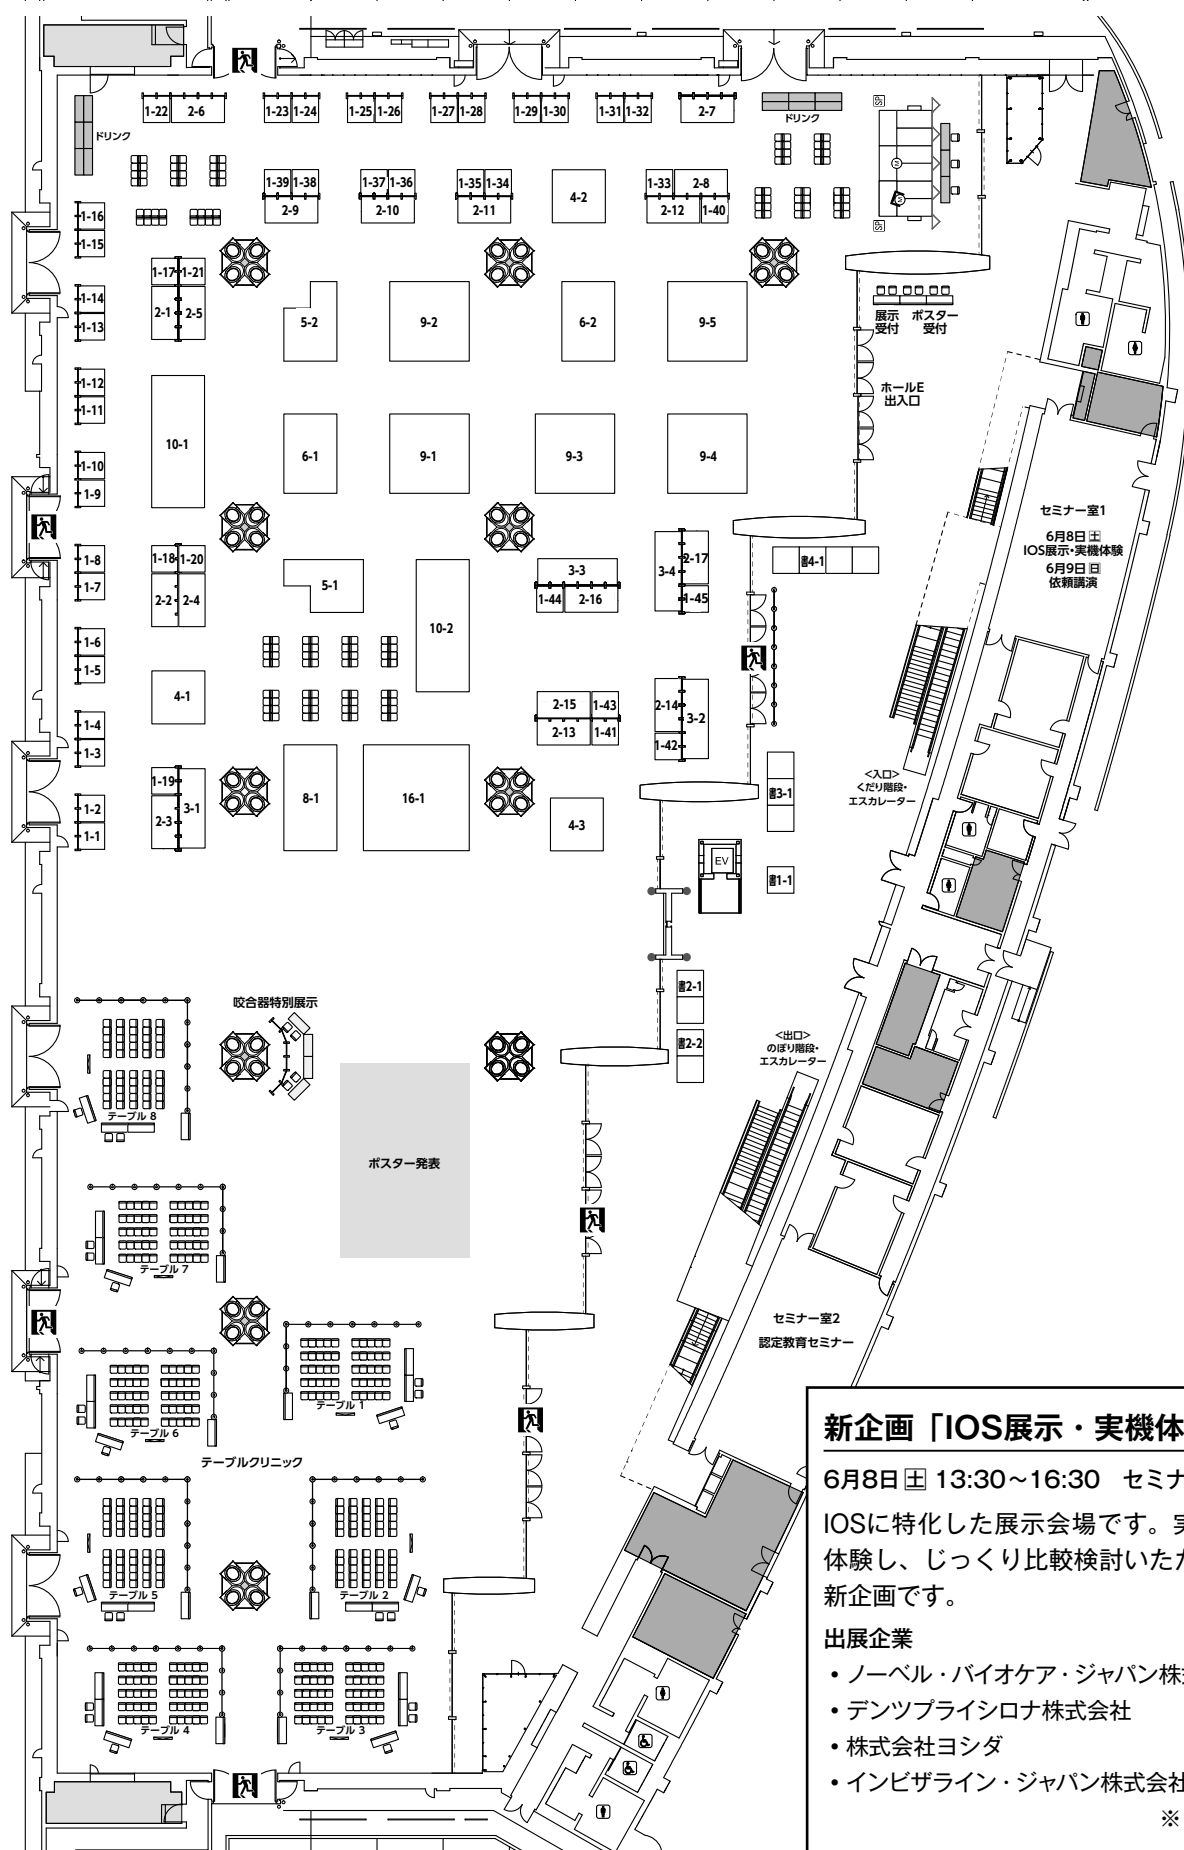 1-22 2-6 1-23 1-24 1-25 1-26 1-27 1-28 1-29 1-30 1-31 1-32 2-7
SP
ドリンク
ドリンク
1-39 1-38 1-37 1-36 1-35 1-34 4-2 1-33 2-8
2-9 2-10 2-11 2-12 1-40
M
M
SP
1-16
1-15
1-17 1-21
1-14
2-1 2-5
1-13
5-2 9-2 6-2 9-5
展示
受付
ポスター
受付
1-12
1-11
ホールE
出入口
10-1
6-1 9-1 9-3 9-4
1-10
1-9
セミナー室1
6月8日 土
IOS展示・実機体験
6月9日 日
依頼講演
1-8
1-7
1-18 1-20
2-2 2-4
5-1
3-3
1-44 2-16
3-4 2-17
1-45
書4-1
10-2
1-6
1-5
4-1
2-15 1-43
2-13 1-41
2-14
3-2
1-42
1-4
1-3
1-19
2-3 3-1
8-1 16-1
4-3
1-2
1-1
書3-1
<入口>
くだり階段・
エスカレーター
EV
書1-1
書2-1
書2-2
咬合器特別展示
<出口>
のぼり階段・
エスカレーター
テーブル 8
ポスター発表
テーブル 7
セミナー室2
認定教育セミナー
テーブル 1
テーブル 6
テーブルクリニック
テーブル 5
テーブル 2
テーブル 4
テーブル 3
新企画「IOS展示・実機体
6月8日 土 13:30～16:30 セミナ
IOSに特化した展示会場です。実
体験し、じっくり比較検討いただ
新企画です。
出展企業
・ノーベル・バイオケア・ジャパン株
・デンツプライシロナ株式会社
・株式会社ヨシダ
・インビザライン・ジャパン株式会社
※